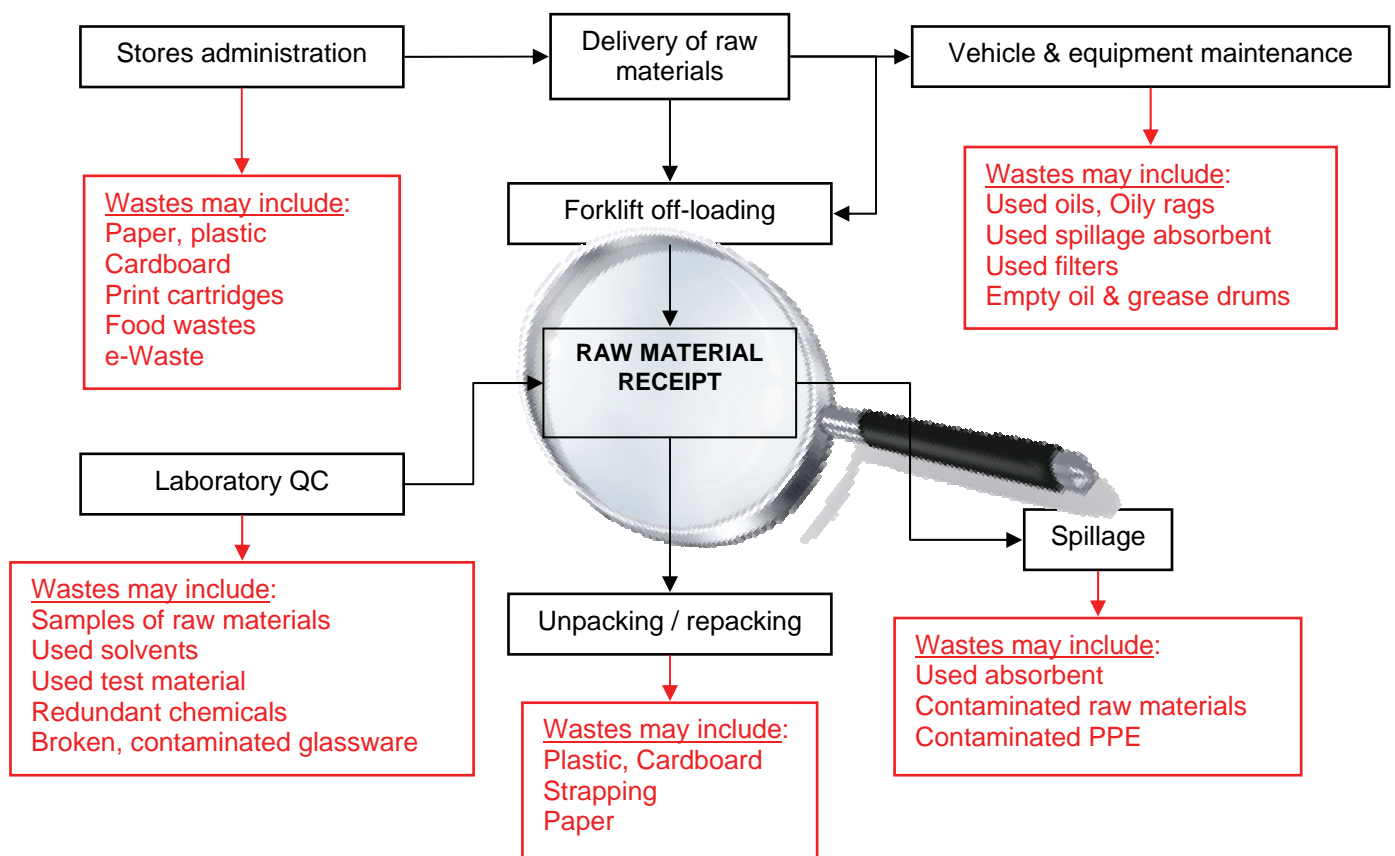 Stores administration
Delivery of raw
materials
Vehicle & equipment maintenance
Wastes may include:
Paper, plastic
Cardboard
Print cartridges
Food wastes
e-Waste
Forklift off-loading
Wastes may include:
Used oils, Oily rags
Used spillage absorbent
Used filters
Empty oil & grease drums
RAW MATERIAL
RECEIPT
Laboratory QC
Spillage
Wastes may include:
Samples of raw materials
Used solvents
Used test material
Redundant chemicals
Broken, contaminated glassware
Unpacking / repacking
Wastes may include:
Plastic, Cardboard
Strapping
Paper
Wastes may include:
Used absorbent
Contaminated raw materials
Contaminated PPE